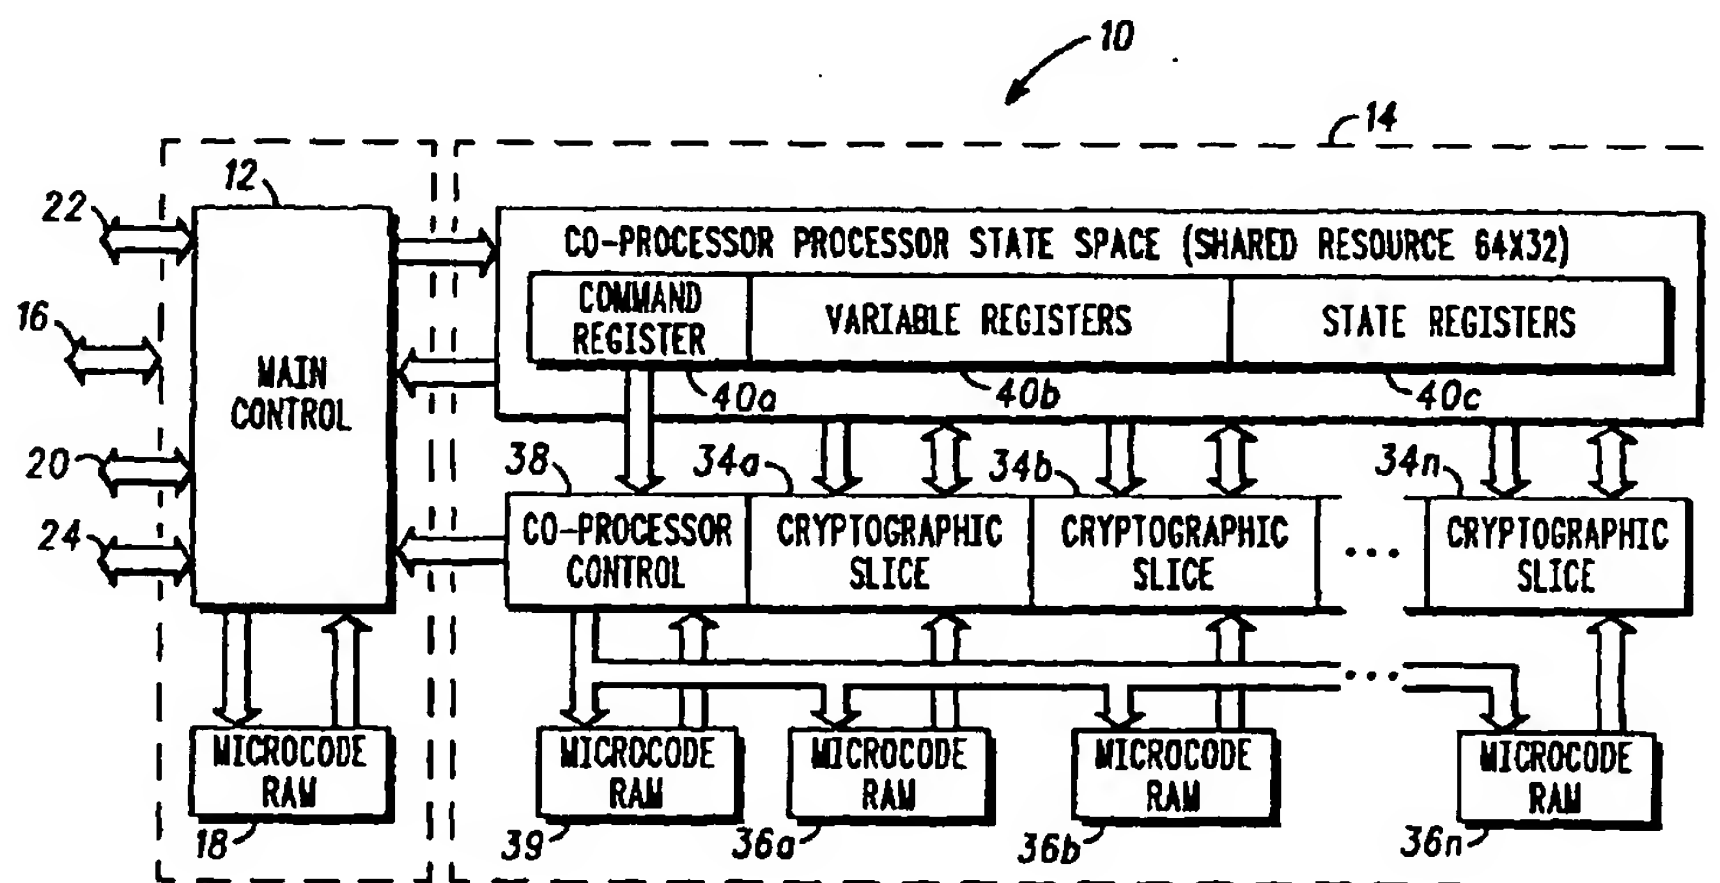 10
14
12
22
CO-PROCESSOR PROCESSOR STATE SPACE (SHARED RESOURCE 64X32)
COMMAND
REGISTER
VARIABLE REGISTERS
STATE REGISTERS
16
MAIN
CONTROL
40a
40b
40c
20
38
34a
34b
34n
24
CO-PROCESSOR
CONTROL
CRYPTOGRAPHIC
SLICE
CRYPTOGRAPHIC
SLICE
...
CRYPTOGRAPHIC
SLICE
...
MICROCODE
RAM
MICROCODE
RAM
MICROCODE
RAM
MICROCODE
RAM
MICROCODE
RAM
18
39
36a
36b
36n